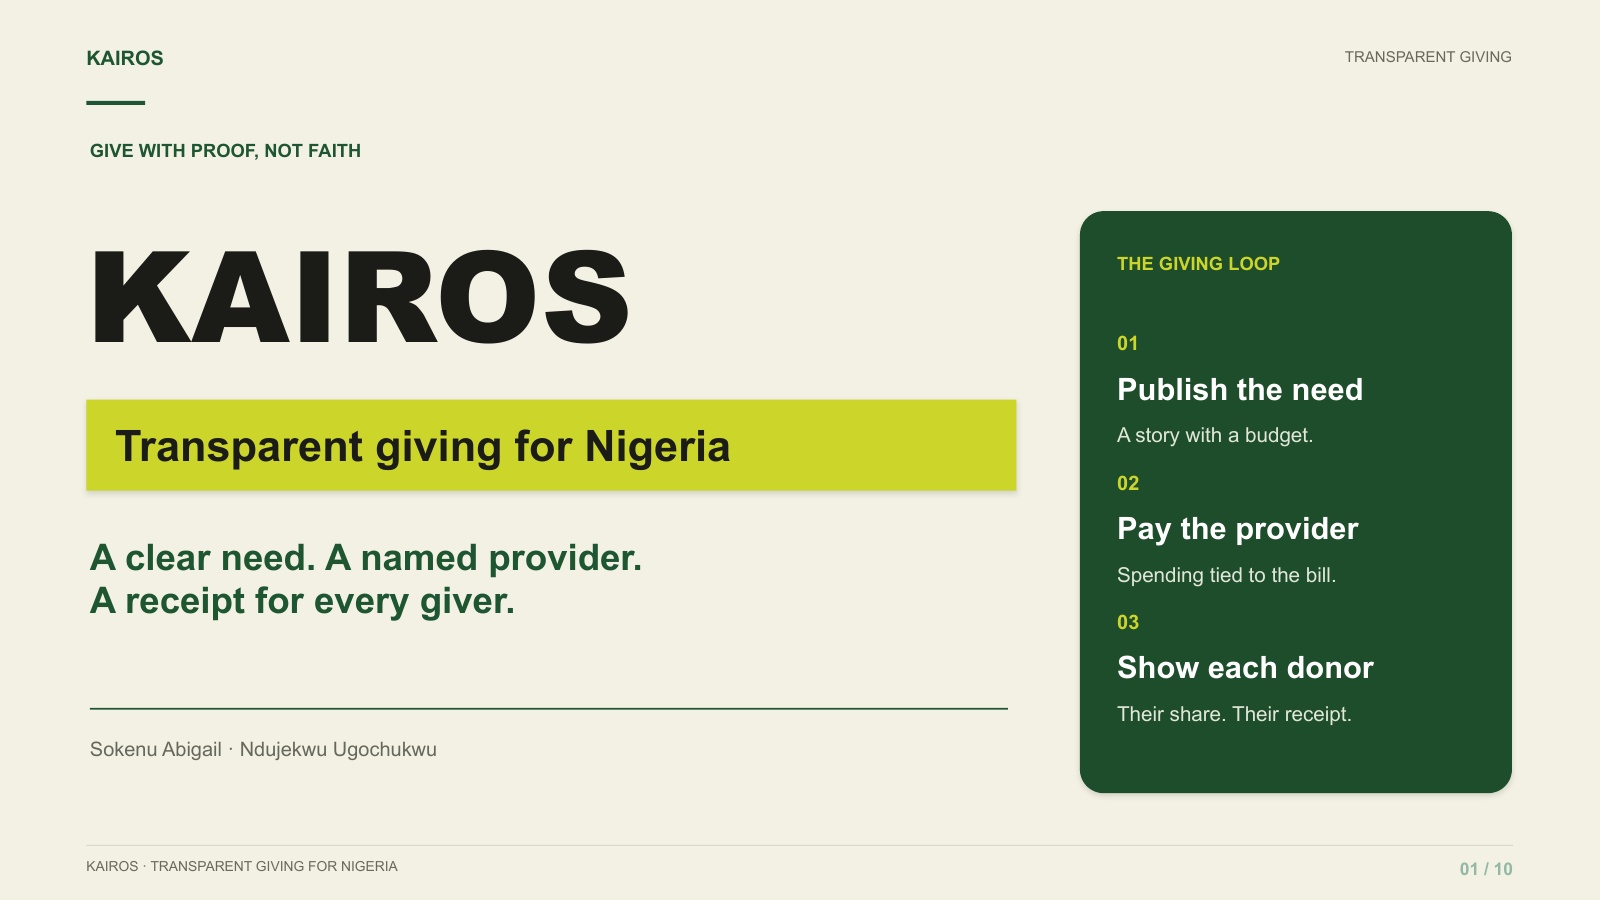 KAIROS
TRANSPARENT GIVING
GIVE WITH PROOF, NOT FAITH
KAIROS
Transparent giving for Nigeria
A clear need. A named provider.
A receipt for every giver.
Sokenu Abigail · Ndujekwu Ugochukwu
THE GIVING LOOP
01
Publish the need
A story with a budget.
02
Pay the provider
Spending tied to the bill.
03
Show each donor
Their share. Their receipt.
KAIROS · TRANSPARENT GIVING FOR NIGERIA
01 / 10